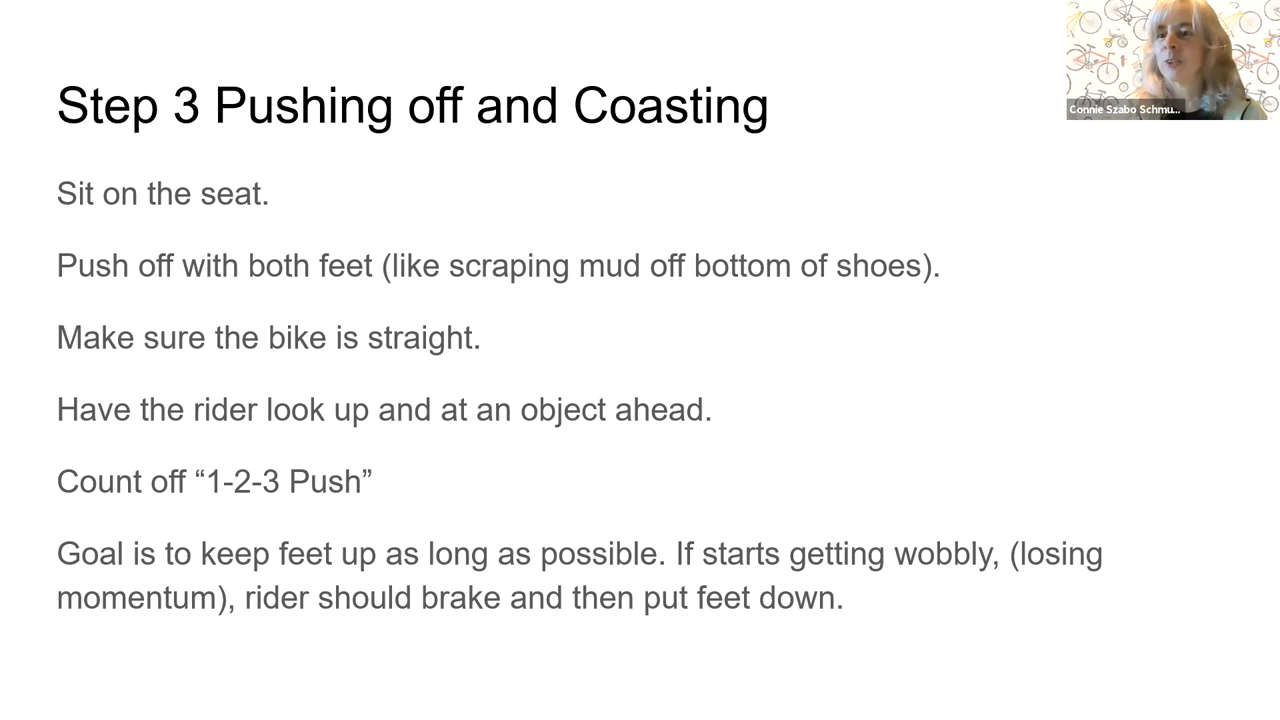 Connie Szabo Schmu...
Step 3 Pushing off and Coasting
Sit on the seat.
Push off with both feet (like scraping mud off bottom of shoes).
Make sure the bike is straight.
Have the rider look up and at an object ahead.
Count off “1-2-3 Push”
Goal is to keep feet up as long as possible. If starts getting wobbly, (losing
momentum), rider should brake and then put feet down.